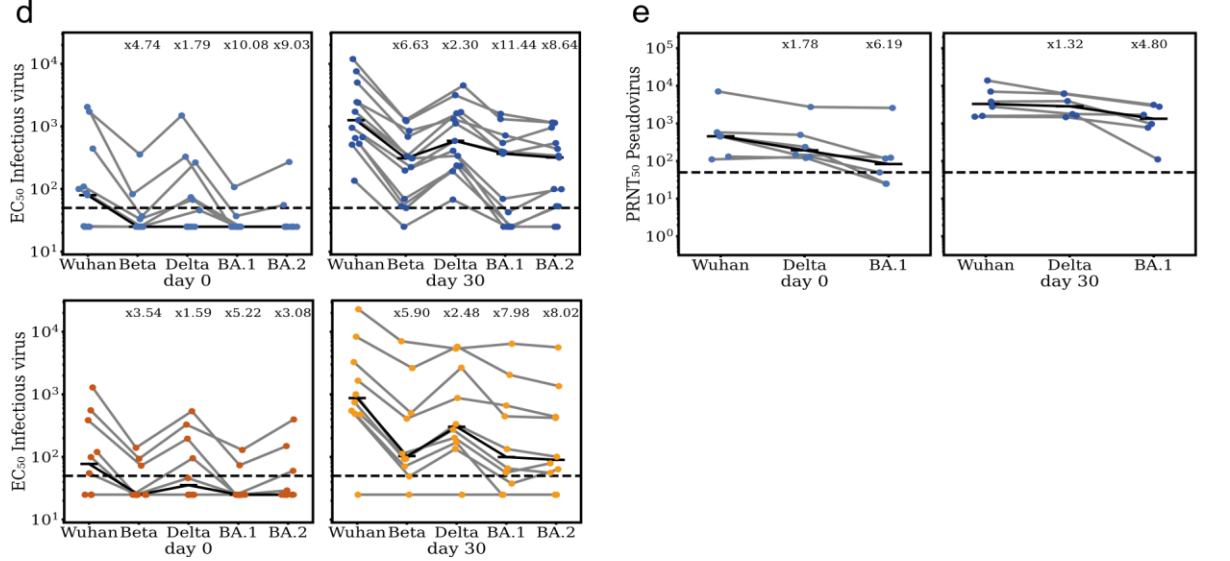 d
x4.74 x1.79 x10.08 x9.03
EC₅₀ Infectious virus
10⁴
10³
10²
10¹
Wuhan Beta Delta BA.1 BA.2
day 0
x6.63 x2.30 x11.44 x8.64
Wuhan Beta Delta BA.1 BA.2
day 30
x3.54 x1.59 x5.22 x3.08
EC₅₀ Infectious virus
10⁴
10³
10²
10¹
Wuhan Beta Delta BA.1 BA.2
day 0
x5.90 x2.48 x7.98 x8.02
Wuhan Beta Delta BA.1 BA.2
day 30
e
x1.78 x6.19
PRNT₅₀ Pseudovirus
10⁵
10⁴
10³
10²
10¹
10⁰
Wuhan Delta BA.1
day 0
x1.32 x4.80
Wuhan Delta BA.1
day 30